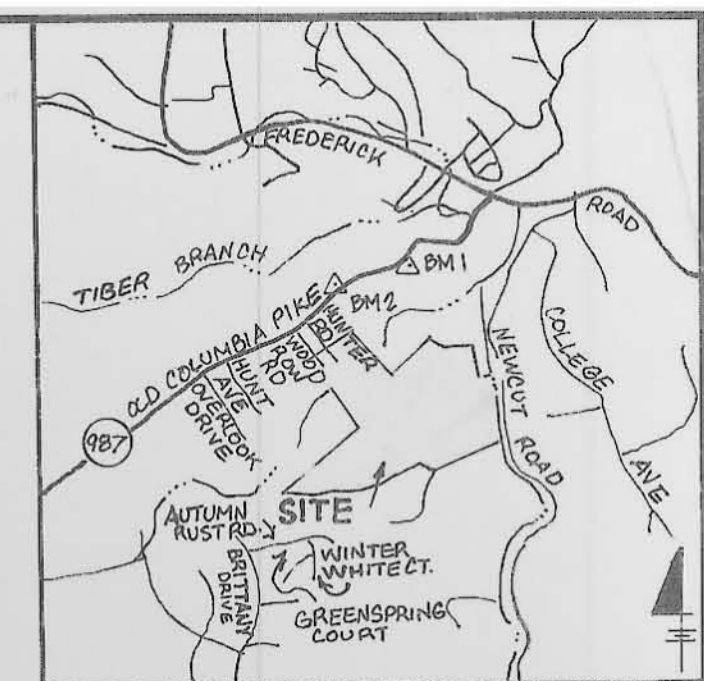 FREDERICK
ROAD
TIBER BRANCH
BM1
BM2
OLD COLUMBIA PIKE
HUNTER
RD
WOOD
ROW
RD
HUNT
AVE
OVERLOOK
DRIVE
987
NEWCUT
ROAD
COLLEGE
AVE
SITE
AUTUMN
RUST RD.
BRITTANY
DRIVE
WINTER
WHITE CT.
GREENSPRING
COURT